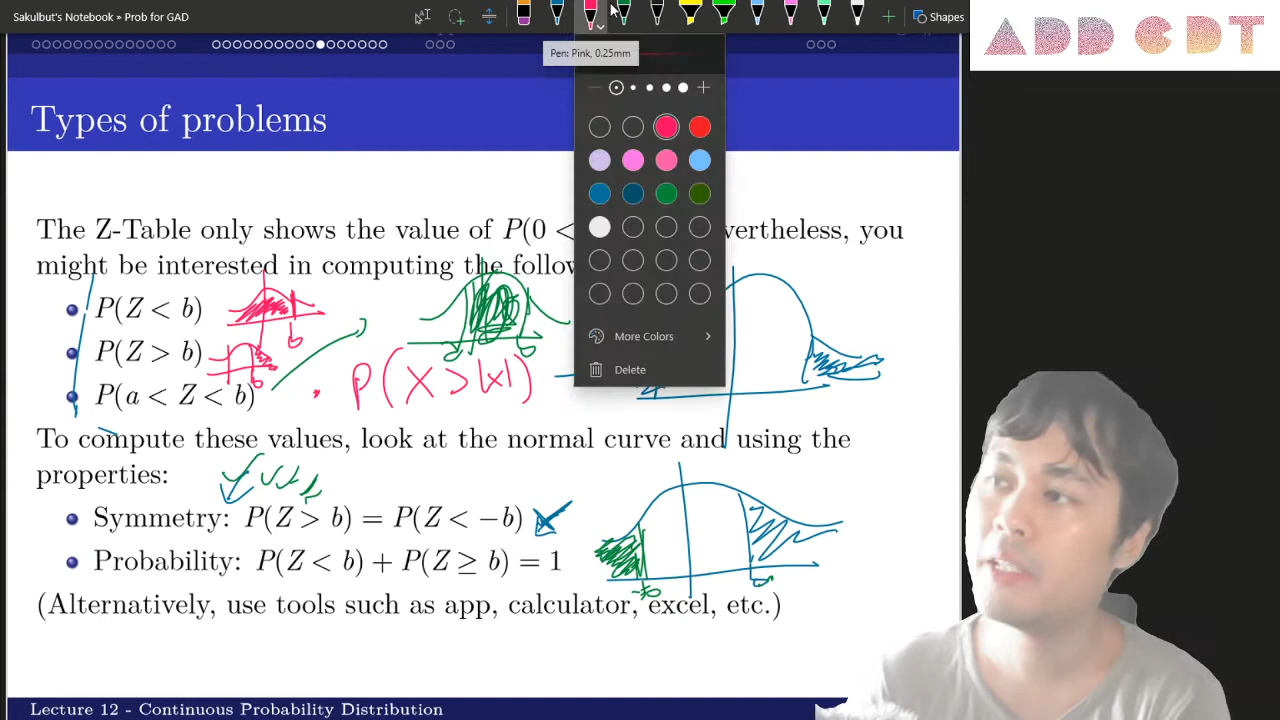 Sakulbut's Notebook » Prob for GAD
Shapes
ADD CDT
Pen: Pink, 0.25mm
Types of problems
The Z-Table only shows the value of P(0 < vertheless, you
might be interested in computing the follow
P(Z < b)
b
P(Z > b)
b
P(a < Z < b)
b
P(X > |x|)
More Colors
Delete
To compute these values, look at the normal curve and using the
properties:
Symmetry: P(Z > b) = P(Z < −b)
Probability: P(Z < b) + P(Z ≥ b) = 1
-b
b
(Alternatively, use tools such as app, calculator, excel, etc.)
Lecture 12 - Continuous Probability Distribution